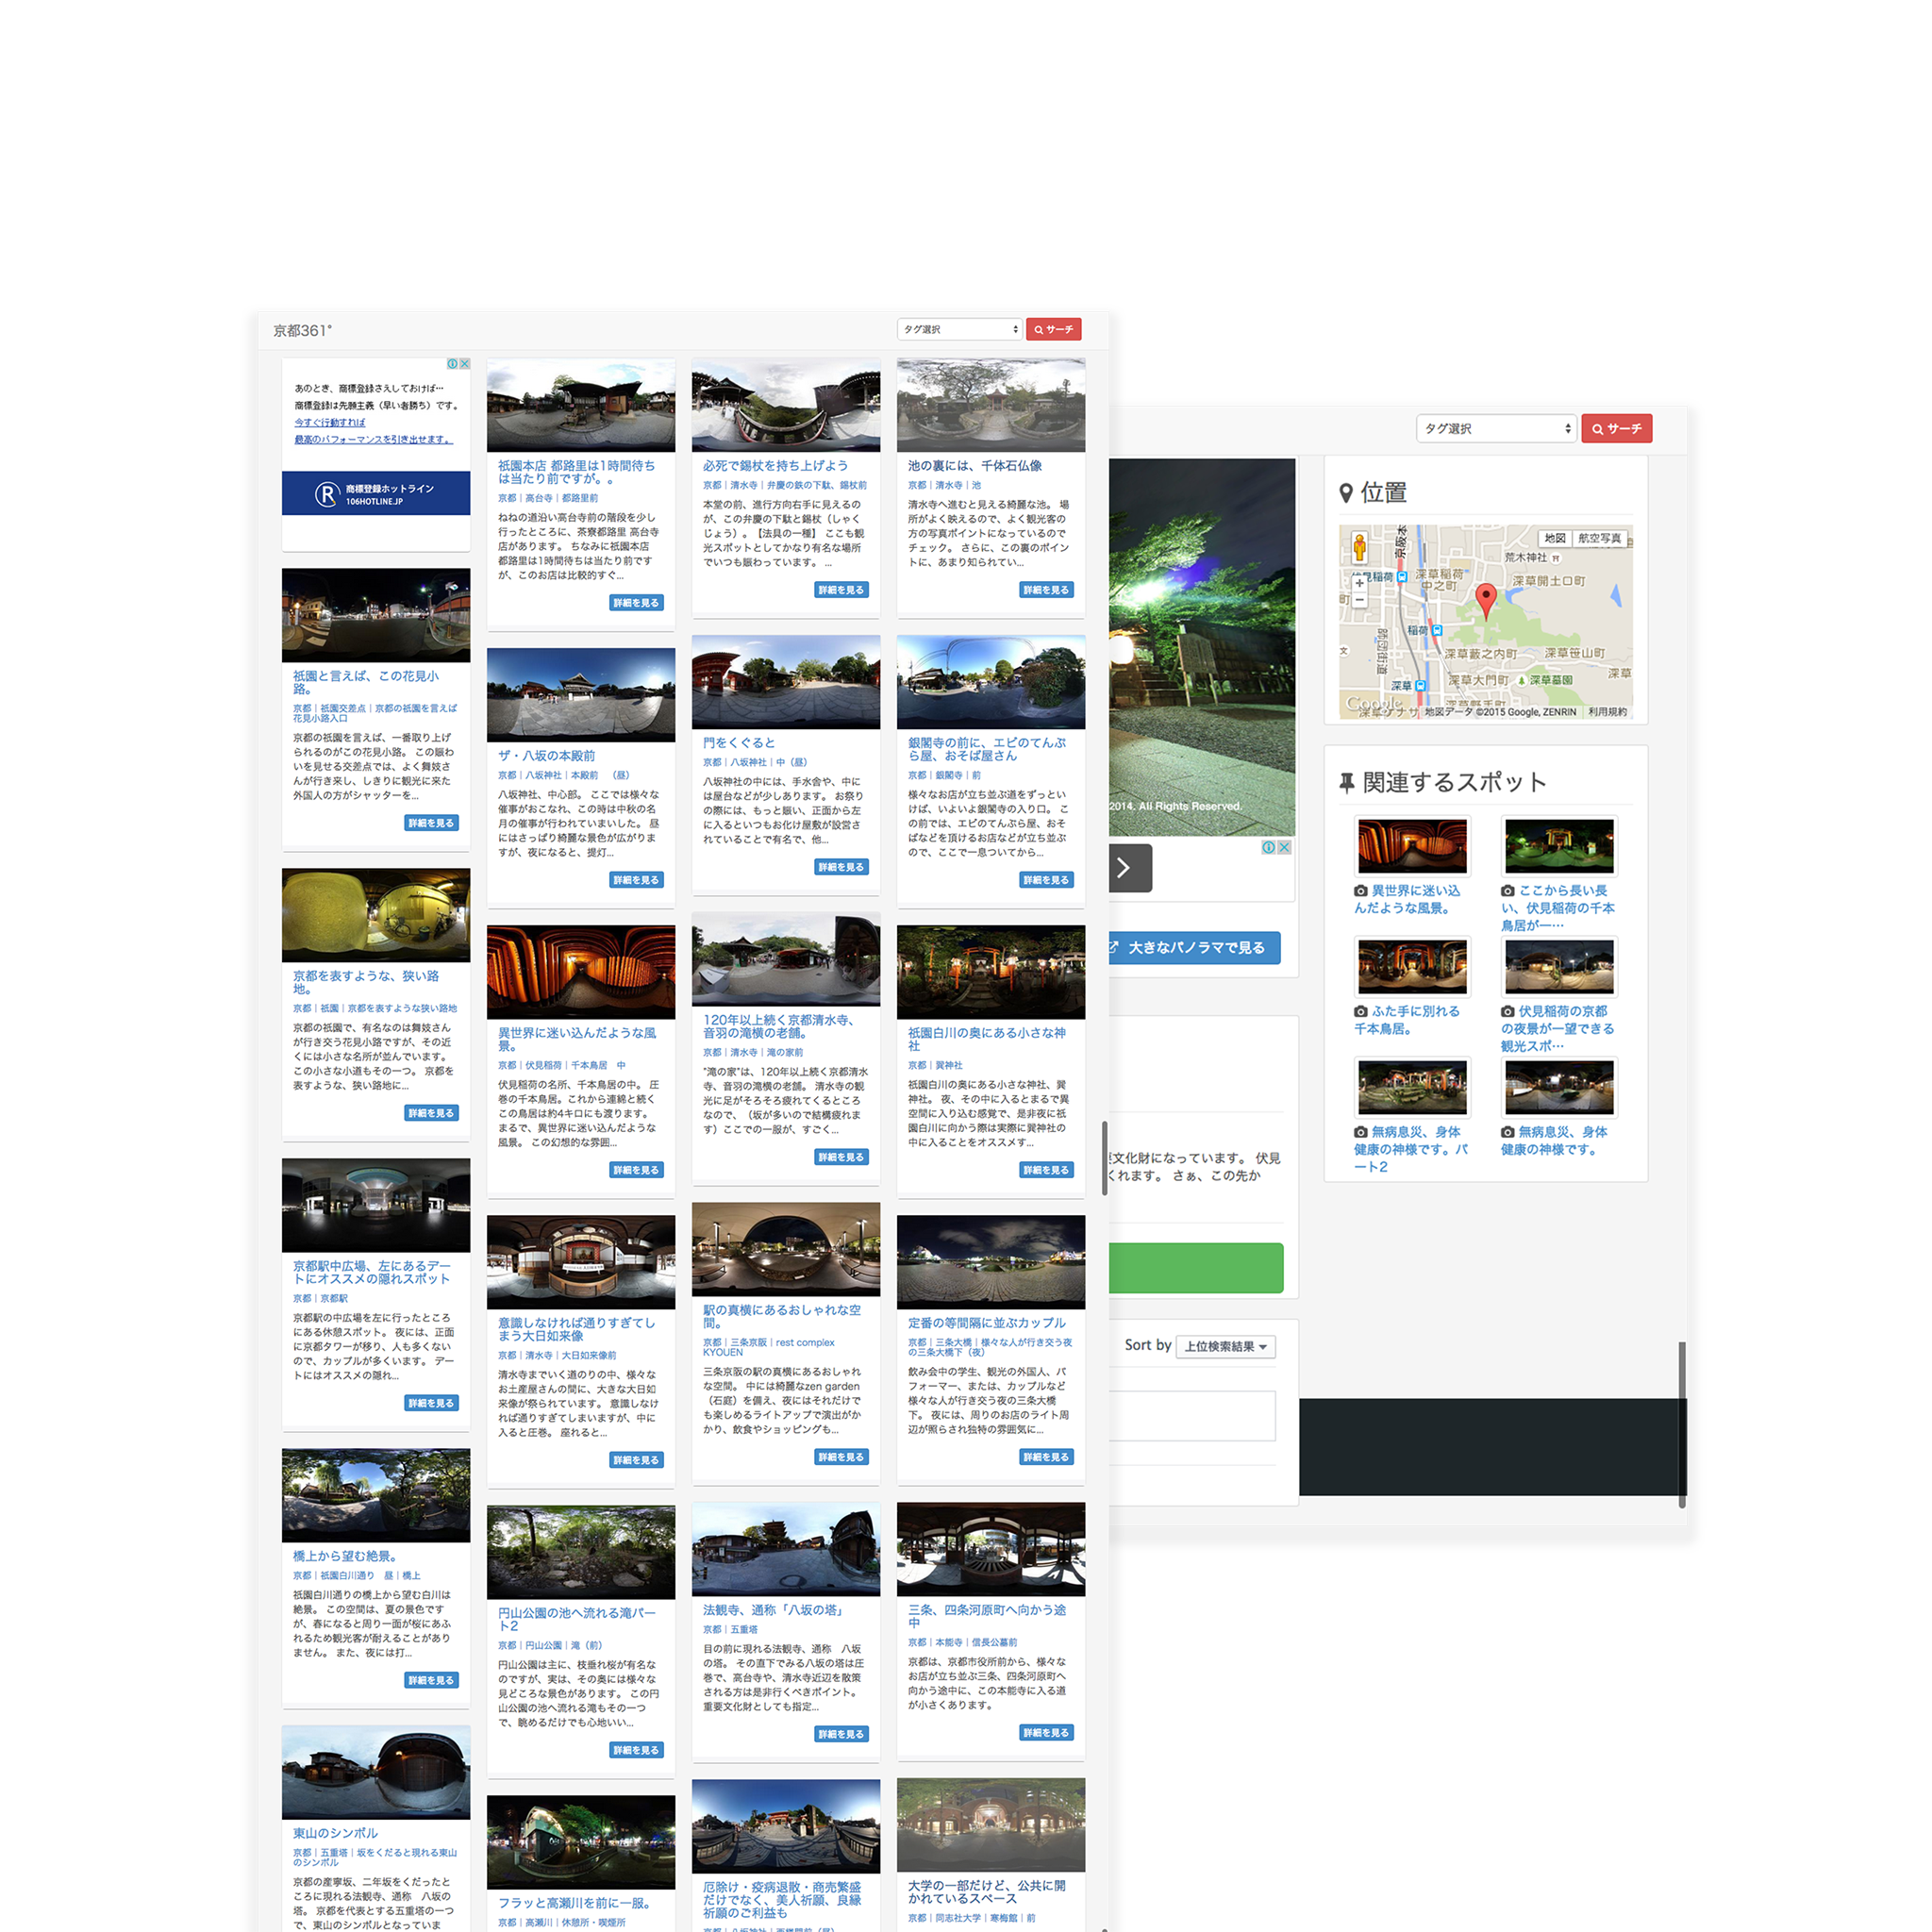 京都361°
タグ選択
サーチ
あのとき、商標登録さえしておけば…
商標登録は先願主義（早い者勝ち）です。
今すぐ行動すれば
最高のパフォーマンスを引き出せます。
商標登録ホットライン
106HOTLINE.JP
祇園と言えば、この花見小
路。
京都｜祇園交差点｜京都の祇園を言えば
花見小路入口
京都の祇園を言えば、一番取り上げ
られるのがこの花見小路。 この賑わ
いを見せる交差点では、よく舞妓さ
んが行き来し、しきりに観光に来た
外国人の方がシャッターを...
詳細を見る
京都を表すような、狭い路
地。
京都｜祇園｜京都を表すような狭い路地
京都の祇園で、有名なのは舞妓さん
が行き交う花見小路ですが、その近
くには小さな名所が並んでいます。
この小さな小道もその一つ。 京都を
表すような、狭い路地に...
詳細を見る
京都駅中広場、左にあるデー
トにオススメの隠れスポット
京都｜京都駅
京都駅の中広場を左に行ったところ
にある休憩スポット。 夜には、正面
に京都タワーが移り、人も多くない
ので、カップルが多くいます。 デー
トにはオススメの隠れ...
詳細を見る
橋上から望む絶景。
京都｜祇園白川通り　昼｜橋上
祇園白川通りの橋上から望む白川は
絶景。 この空間は、夏の景色です
が、春になると周り一面が桜にあふ
れるため観光客が耐えることがあり
ません。 また、夜には打...
詳細を見る
東山のシンボル
京都｜五重塔｜坂をくだると現れる東山
のシンボル
京都の産寧坂、二年坂をくだったと
ころに現れる法観寺、通称　八坂の
塔。 京都を代表とする五重塔の一つ
で、東山のシンボルとなっていま
祇園本店 都路里は1時間待ち
は当たり前ですが。。
京都｜高台寺｜都路里前
ねねの道沿い高台寺前の階段を少し
行ったところに、茶寮都路里 高台寺
店があります。 ちなみに祇園本店
都路里は1時間待ちは当たり前です
が、このお店は比較的すぐ...
詳細を見る
ザ・八坂の本殿前
京都｜八坂神社｜本殿前　（昼）
八坂神社、中心部。 ここでは様々な
催事がおこなれ、この時は中秋の名
月の催事が行われていまいした。 昼
にはさっぱり綺麗な景色が広がりま
すが、夜になると、提灯...
詳細を見る
異世界に迷い込んだような風
景。
京都｜伏見稲荷｜千本鳥居　中
伏見稲荷の名所、千本鳥居の中。 圧
巻の千本鳥居。これから連綿と続く
この鳥居は約4キロにも渡ります。
まるで、異世界に迷い込んだような
風景。 この幻想的な雰囲...
詳細を見る
意識しなければ通りすぎてし
まう大日如来像
京都｜清水寺｜大日如来像前
清水寺までいく道のりの中、様々な
お土産屋さんの間に、大きな大日如
来像が祭られています。 意識しなけ
れば通りすぎてしまいますが、中に
入ると圧巻。 座れると...
詳細を見る
円山公園の池へ流れる滝パー
ト2
京都｜円山公園｜滝（前）
円山公園は主に、枝垂れ桜が有名な
のですが、実は、その奥には様々な
見どころな景色があります。 この円
山公園の池へ流れる滝もその一つ
で、眺めるだけでも心地いい...
詳細を見る
フラッと高瀬川を前に一服。
京都｜高瀬川｜休憩所・喫煙所
必死で錫杖を持ち上げよう
京都｜清水寺｜弁慶の鉄の下駄、錫杖前
本堂の前、進行方向右手に見えるの
が、この弁慶の下駄と錫杖（しゃく
じょう）。【法具の一種】 ここも観
光スポットとしてかなり有名な場所
でいつも賑わっています。 ...
詳細を見る
門をくぐると
京都｜八坂神社｜中（昼）
八坂神社の中には、手水舎や、中に
は屋台などが少しあります。 お祭り
の際には、もっと賑い、正面から左
に入るといつもお化け屋敷が設営さ
れていることで有名で、他...
詳細を見る
120年以上続く京都清水寺、
音羽の滝横の老舗。
京都｜清水寺｜滝の家前
"滝の家"は、120年以上続く京都清水
寺、音羽の滝横の老舗。 清水寺の観
光に足がそろそろ疲れてくるところ
なので、（坂が多いので結構疲れま
す）ここでの一服が、すごく...
詳細を見る
駅の真横にあるおしゃれな空
間。
京都｜三条京阪｜rest complex
KYOUEN
三条京阪の駅の真横にあるおしゃれ
な空間。 中には綺麗なzen garden
（石庭）を備え、夜にはそれだけで
も楽しめるライトアップで演出がか
かり、飲食やショッピングも...
詳細を見る
法観寺、通称「八坂の塔」
京都｜五重塔
目の前に現れる法観寺、通称　八坂
の塔。 その直下でみる八坂の塔は圧
巻で、高台寺や、清水寺近辺を散策
される方は是非行くべきポイント。
重要文化財としても指定...
詳細を見る
厄除け・疫病退散・商売繁盛
だけでなく、美人祈願、良縁
祈願のご利益も
池の裏には、千体石仏像
京都｜清水寺｜池
清水寺へ進むと見える綺麗な池。 場
所がよく映えるので、よく観光客の
方の写真ポイントになっているので
チェック。 さらに、この裏のポイン
トに、あまり知られてい...
詳細を見る
銀閣寺の前に、エビのてんぷ
ら屋、おそば屋さん
京都｜銀閣寺｜前
様々なお店が立ち並ぶ道をずっとい
けば、いよいよ銀閣寺の入り口。 こ
の前では、エビのてんぷら屋、おそ
ばなどを頂けるお店などが立ち並ぶ
ので、ここで一息ついてから...
詳細を見る
祇園白川の奥にある小さな神
社
京都｜巽神社
祇園白川の奥にある小さな神社、巽
神社。 夜、その中に入るとまるで異
空間に入り込む感覚で、是非夜に祇
園白川に向かう際は実際に巽神社の
中に入ることをオススメす...
詳細を見る
定番の等間隔に並ぶカップル
京都｜三条大橋｜様々な人が行き交う夜
の三条大橋下（夜）
飲み会中の学生、観光の外国人、パ
フォーマー、または、カップルなど
様々な人が行き交う夜の三条大橋
下。 夜には、周りのお店のライト周
辺が照らされ独特の雰囲気に...
詳細を見る
三条、四条河原町へ向かう途
中
京都｜本能寺｜信長公墓前
京都は、京都市役所前から、様々な
お店が立ち並ぶ三条、四条河原町へ
向かう途中に、この本能寺に入る道
が小さくあります。
詳細を見る
大学の一部だけど、公共に開
かれているスペース
京都｜同志社大学｜寒梅館｜前
タグ選択
サーチ
2014. All Rights Reserved.
大きなパノラマで見る
文化財になっています。 伏見
くれます。 さぁ、この先か
Sort by 上位検索結果
位置
地図 航空写真
荒木神社
深草稲荷
中之町
深草開土口町
稲荷
深草藪之内町
深草笹山町
深草大門町
深草墓園
深草
Google
地図データ ©2015 Google, ZENRIN 利用規約
関連するスポット
異世界に迷い込
んだような風景。
ここから長い長
い、伏見稲荷の千本
鳥居が一…
ふた手に別れる
千本鳥居。
伏見稲荷の京都
の夜景が一望できる
観光スポ…
無病息災、身体
健康の神様です。パ
ート2
無病息災、身体
健康の神様です。